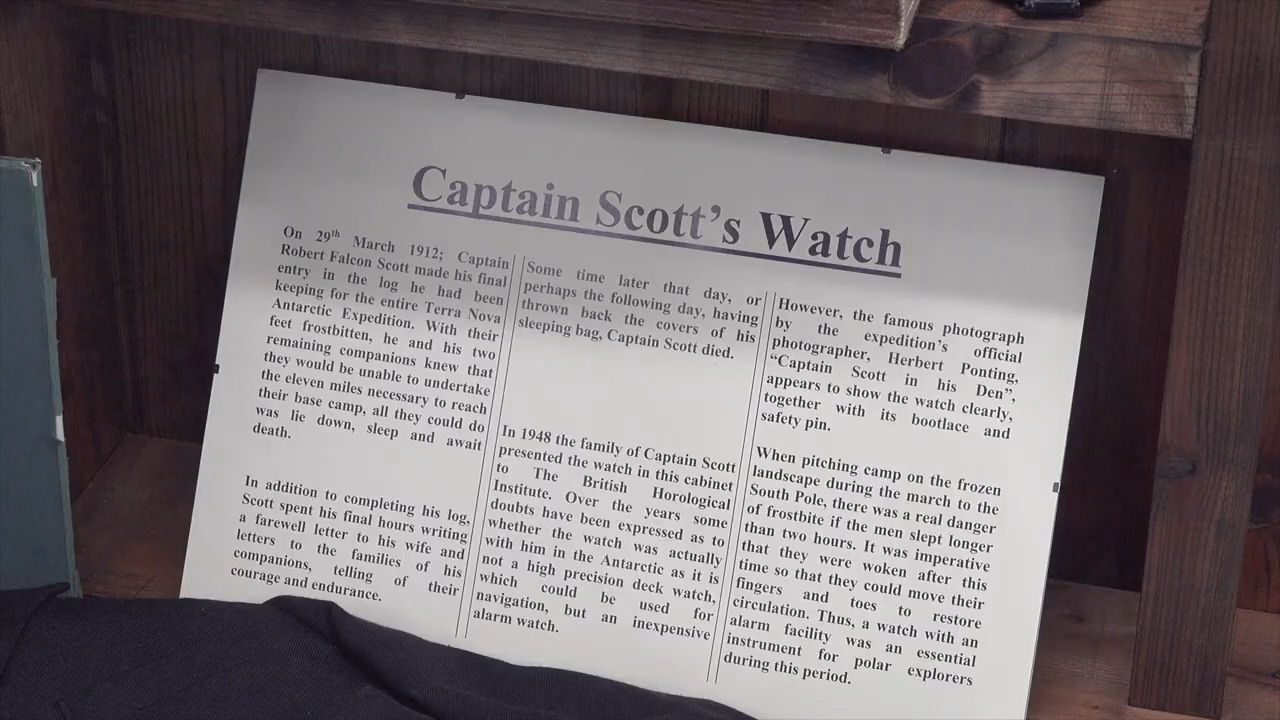 Captain Scott's Watch
On 29th March 1912; Captain
Robert Falcon Scott made his final
entry in the log he had been
keeping for the entire Terra Nova
Antarctic Expedition. With their
feet frostbitten, he and his two
remaining companions knew that
they would be unable to undertake
the eleven miles necessary to reach
their base camp, all they could do
was lie down, sleep and await
death.
In addition to completing his log,
Scott spent his final hours writing
a farewell letter to his wife and
letters to the families of his
companions, telling of their
courage and endurance.
Some time later that day, or
perhaps the following day, having
thrown back the covers of his
sleeping bag, Captain Scott died.
In 1948 the family of Captain Scott
presented the watch in this cabinet
to The British Horological
Institute. Over the years some
doubts have been expressed as to
whether the watch was actually
with him in the Antarctic as it is
not a high precision deck watch,
which could be used for
navigation, but an inexpensive
alarm watch.
However, the famous photograph
by the expedition's official
photographer, Herbert Ponting,
“Captain Scott in his Den”,
appears to show the watch clearly,
together with its bootlace and
safety pin.
When pitching camp on the frozen
landscape during the march to the
South Pole, there was a real danger
of frostbite if the men slept longer
than two hours. It was imperative
that they were woken after this
time so that they could move their
fingers and toes to restore
circulation. Thus, a watch with an
alarm facility was an essential
instrument for polar explorers
during this period.